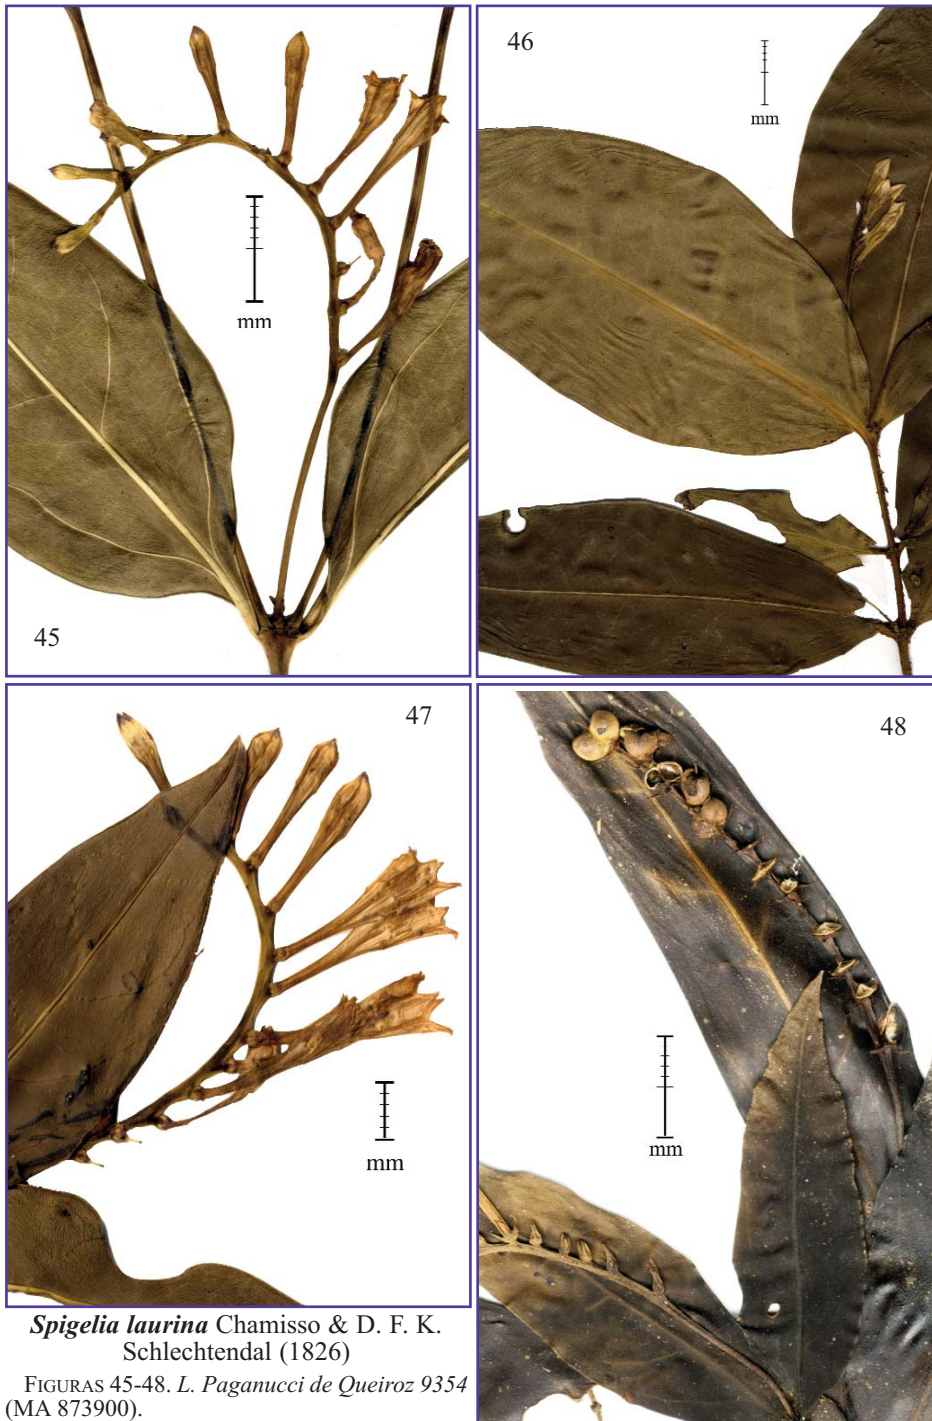 45
mm
46
mm
47
mm
48
mm
Spigelia laurina Chamisso & D. F. K.
Schlechtendal (1826)
FIGURAS 45-48. L. Paganucci de Queiroz 9354
(MA 873900).